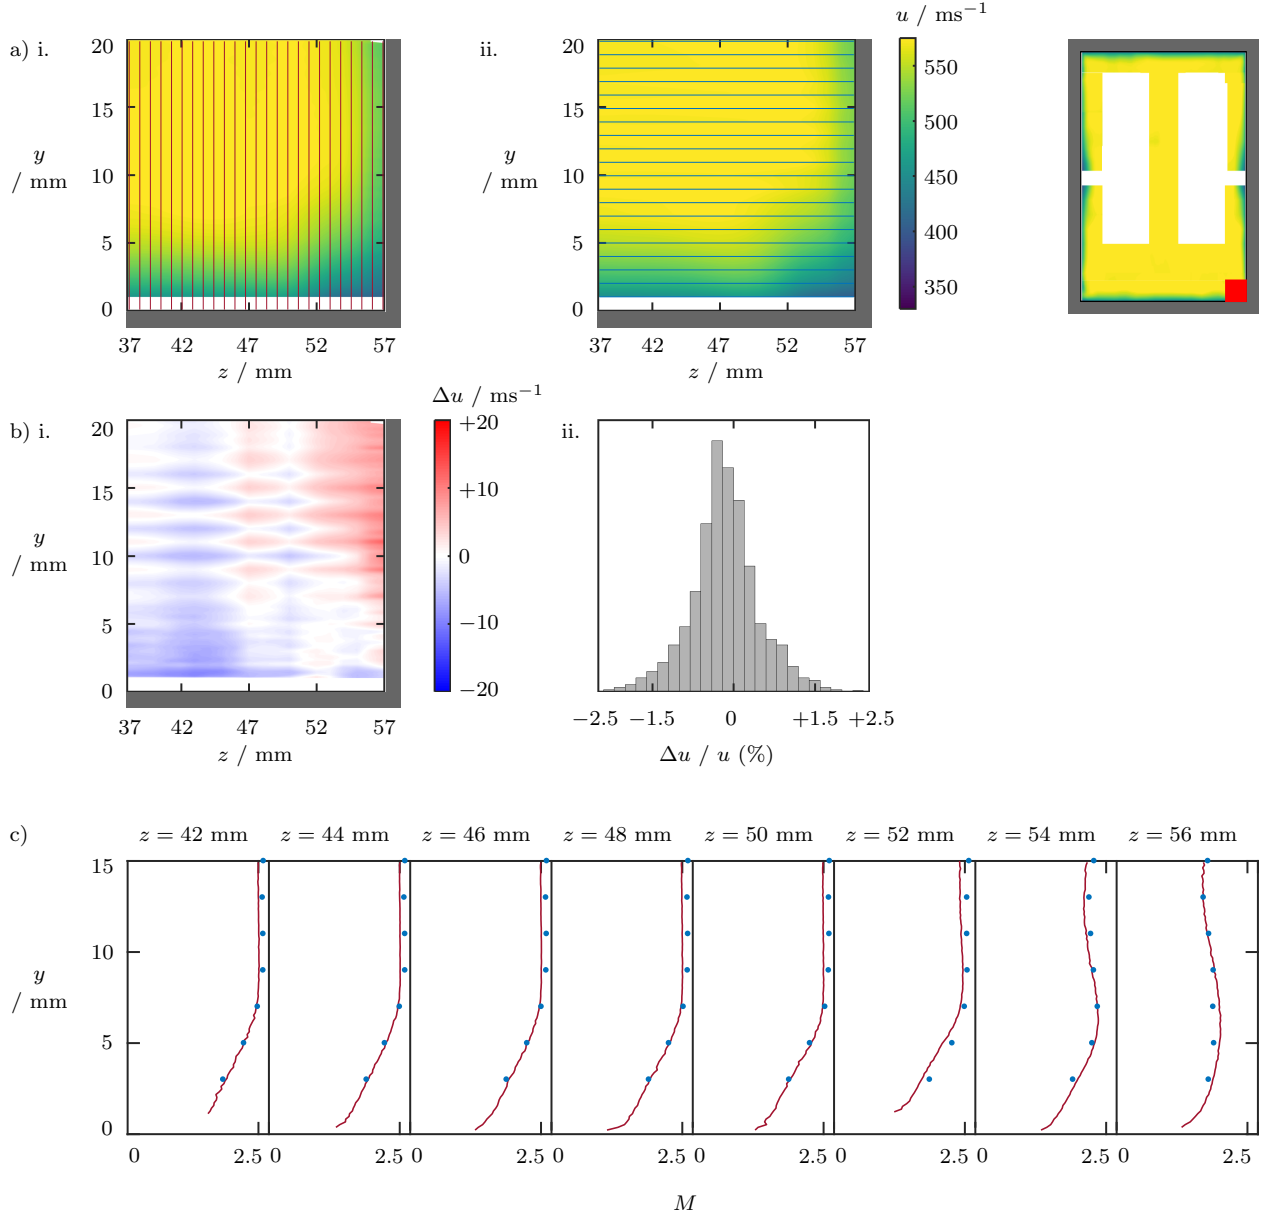 a) i.
20
15
10
5
0
y
/ mm
37 42 47 52 57
z / mm
ii.
20
15
10
5
0
y
/ mm
37 42 47 52 57
z / mm
u / ms−1
550
500
450
400
350
b) i.
20
15
10
5
0
y
/ mm
37 42 47 52 57
z / mm
Δu / ms−1
+20
+10
0
−10
−20
ii.
−2.5 −1.5 0 +1.5 +2.5
Δu / u (%)
c)
z = 42 mm z = 44 mm z = 46 mm z = 48 mm z = 50 mm z = 52 mm z = 54 mm z = 56 mm
15
10
5
0
y
/ mm
0 2.5 0 2.5 0 2.5 0 2.5 0 2.5 0 2.5 0 2.5 0 2.5
M